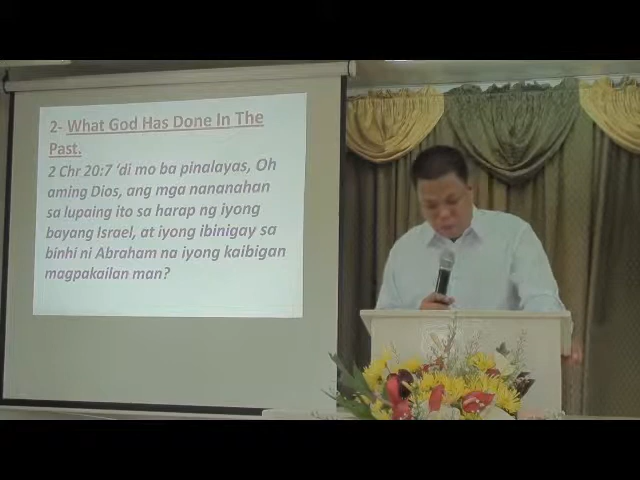 2- What God Has Done In The
Past.
2 Chr 20:7 ‘di mo ba pinalayas, Oh
aming Dios, ang mga nananahan
sa lupaing ito sa harap ng iyong
bayang Israel, at iyong ibinigay sa
binhi ni Abraham na iyong kaibigan
magpakailan man?